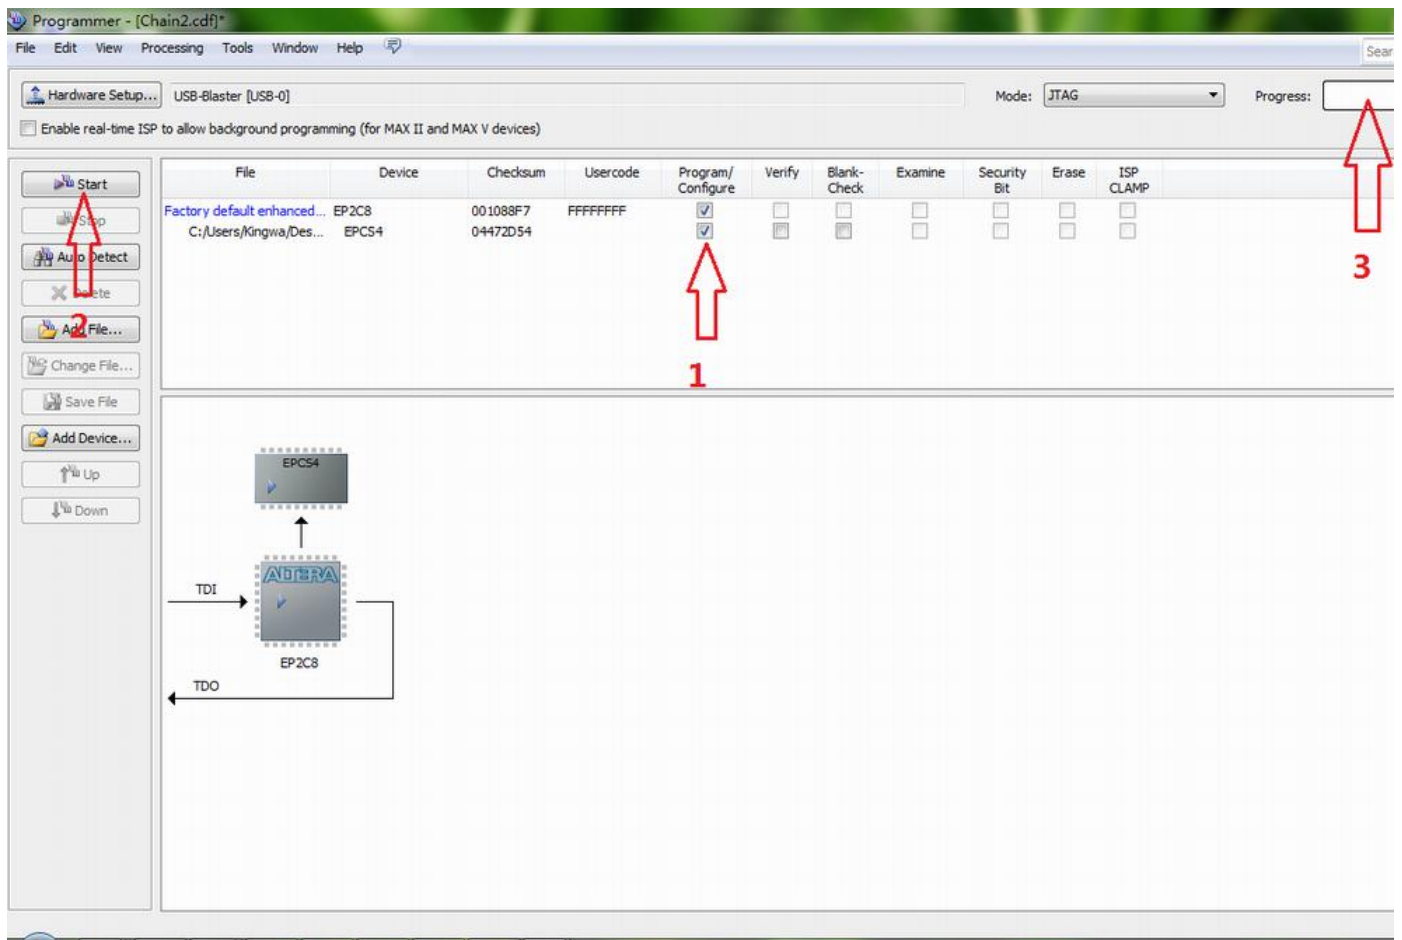 Programmer - [Chain2.cdf]*
File Edit View Processing Tools Window Help
Sear
Hardware Setup... USB-Blaster [USB-0] Mode: JTAG Progress:
Enable real-time ISP to allow background programming (for MAX II and MAX V devices)
File Device Checksum Usercode Program/ Configure Verify Blank- Check Examine Security Bit Erase ISP CLAMP
Factory default enhanced... EP2C8 001088F7 FFFFFFFF
C:/Users/Kingwa/Des... EPCS4 04472D54
Start
Stop
Auto Detect
Delete
Add File...
Change File...
Save File
Add Device...
Up
Down
1
2
3
EPCS4
ALTERA
TDI
EP2C8
TDO